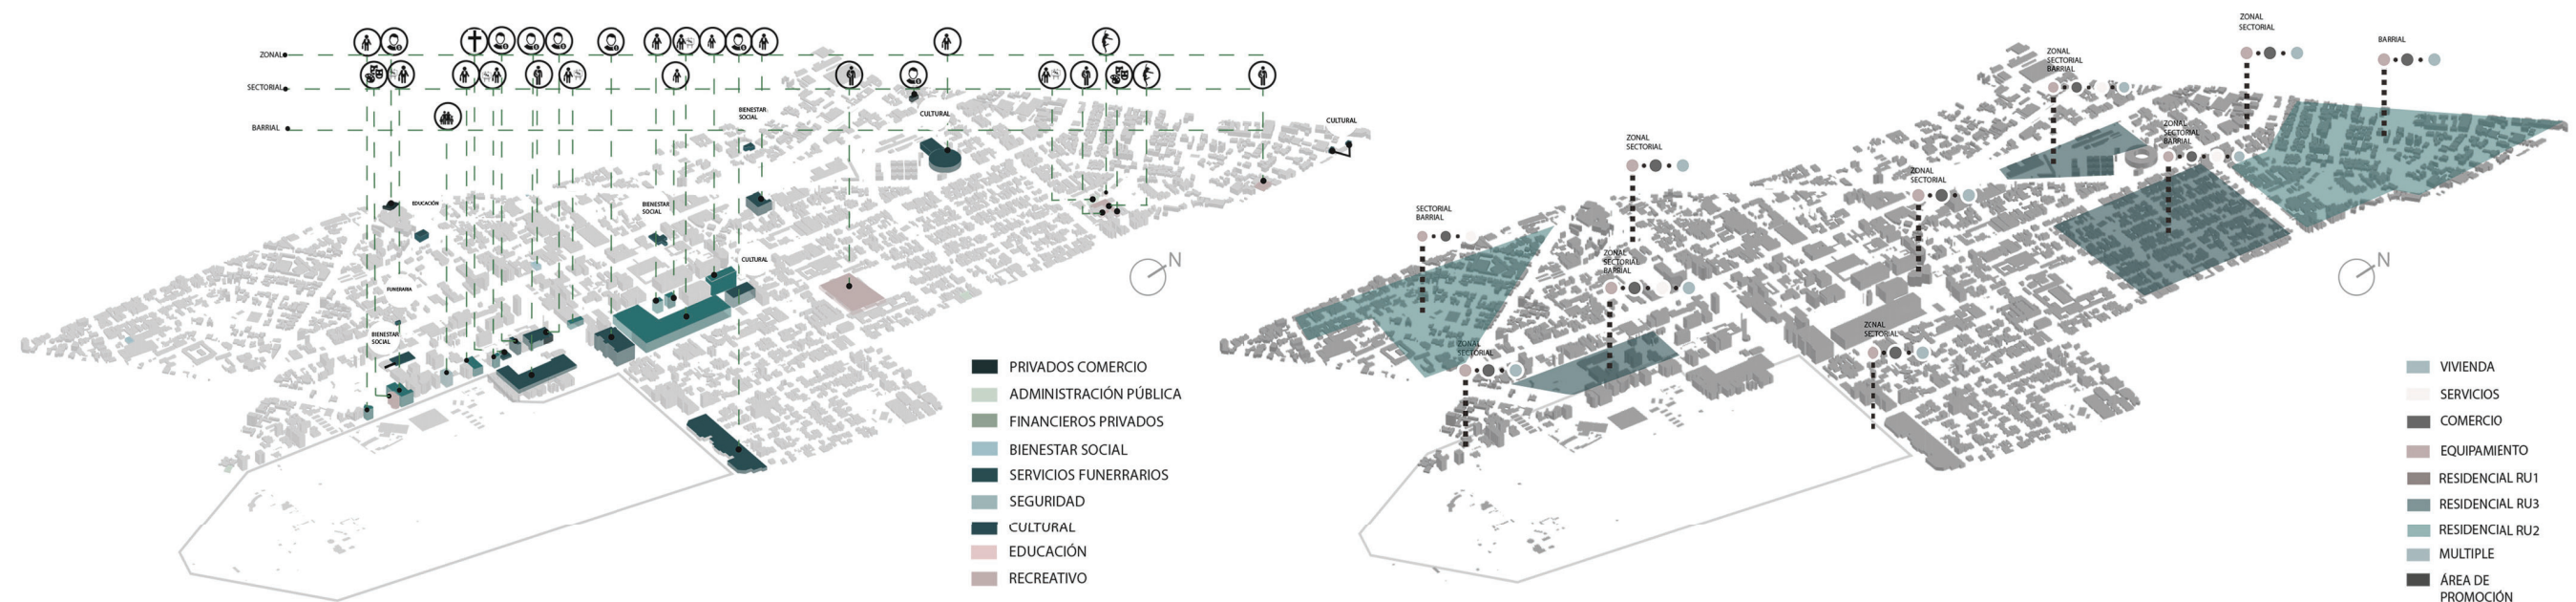 ZONAL
SECTORIAL
BARRIAL
BIENESTAR
SOCIAL
CULTURAL
CULTURAL
EDUCACIÓN
BIENESTAR
SOCIAL
CULTURAL
FUNERARIA
BIENESTAR
SOCIAL
N
PRIVADOS COMERCIO
ADMINISTRACIÓN PÚBLICA
FINANCIEROS PRIVADOS
BIENESTAR SOCIAL
SERVICIOS FUNERRARIOS
SEGURIDAD
CULTURAL
EDUCACIÓN
RECREATIVO
ZONAL
SECTORIAL
BARRIAL
ZONAL
SECTORIAL
BARRIAL
ZONAL
SECTORIAL
BARRIAL
ZONAL
SECTORIAL
ZONAL
SECTORIAL
SECTORIAL
BARRIAL
ZONAL
SECTORIAL
BARRIAL
ZONAL
SECTORIAL
ZONAL
SECTORIAL
N
VIVIENDA
SERVICIOS
COMERCIO
EQUIPAMIENTO
RESIDENCIAL RU1
RESIDENCIAL RU3
RESIDENCIAL RU2
MULTIPLE
ÁREA DE
PROMOCIÓN